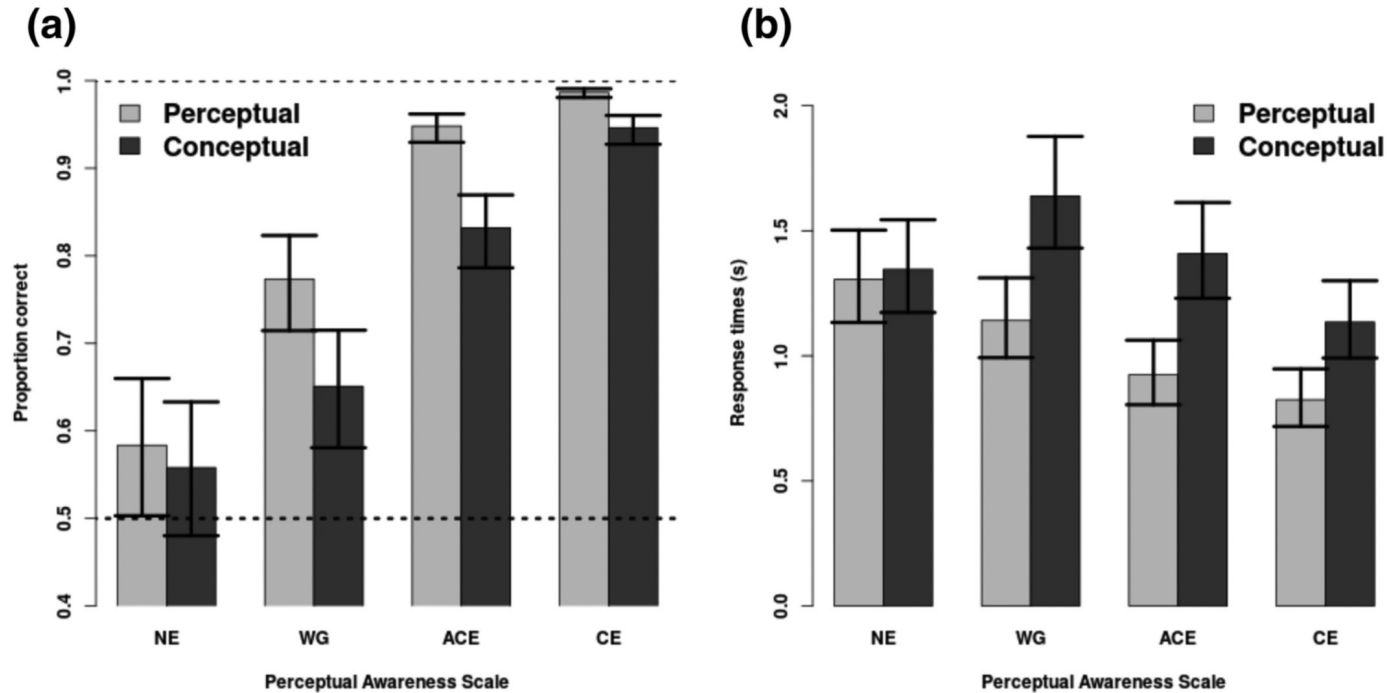 (a)
Perceptual
Conceptual
Proportion correct
1.0
0.9
0.8
0.7
0.6
0.5
0.4
NE WG ACE CE
Perceptual Awareness Scale
(b)
Perceptual
Conceptual
Response times (s)
2.0
1.5
1.0
0.5
0.0
NE WG ACE CE
Perceptual Awareness Scale